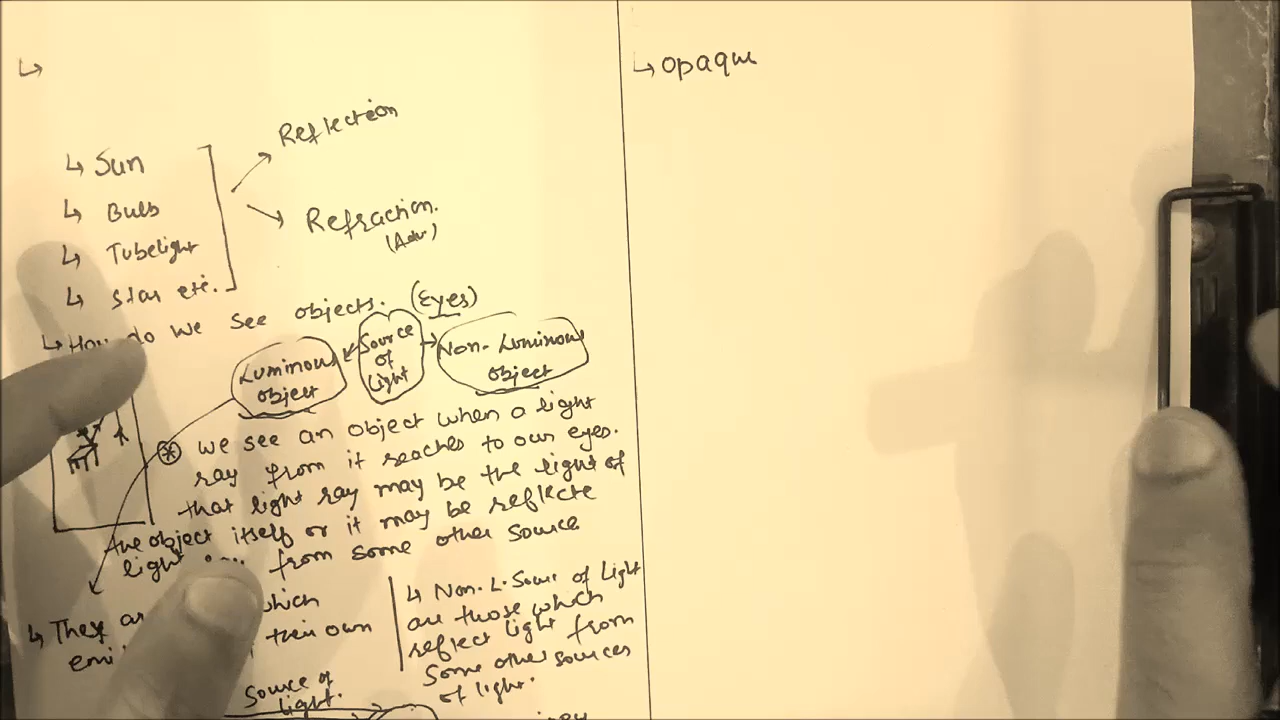 ↳
Reflection
↳ Sun
↳ Bulb
↳ Tubelight
↳ Star etc.
Refraction.
(Adv.)
↳ How do we see objects. (Eyes)
Luminous object
Source of Light
Non-Luminous object
we see an object when a light
ray from it reaches to our eyes.
that light ray may be the light of
the object itself or it may be reflecte
light from some other source
↳ They are which
emi their own
↳ Non. L. Sourc of Light
are those which
reflect light from
Some other sources
of light.
Source of
light.
↳ opaque